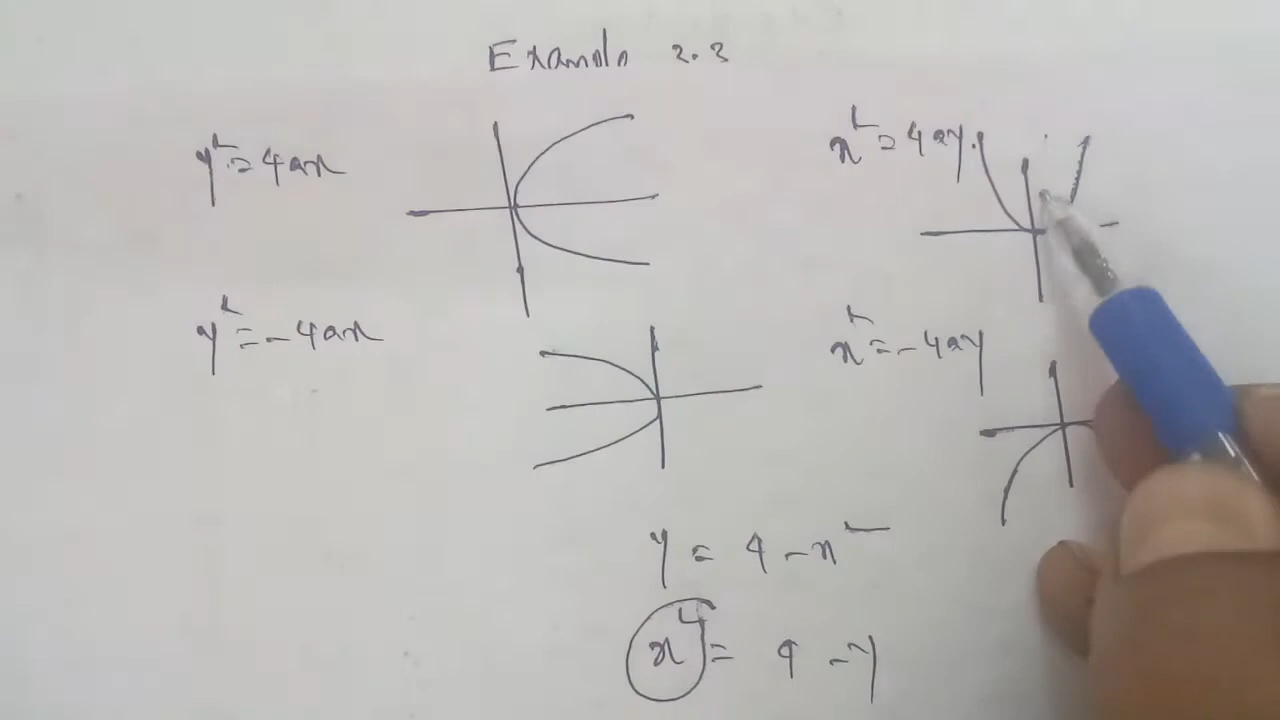 Example 2.3
y² = 4ax
x² = 4ay.
y² = -4ax
x² = -4ay
y = 4 - x²
x² = 4 - y